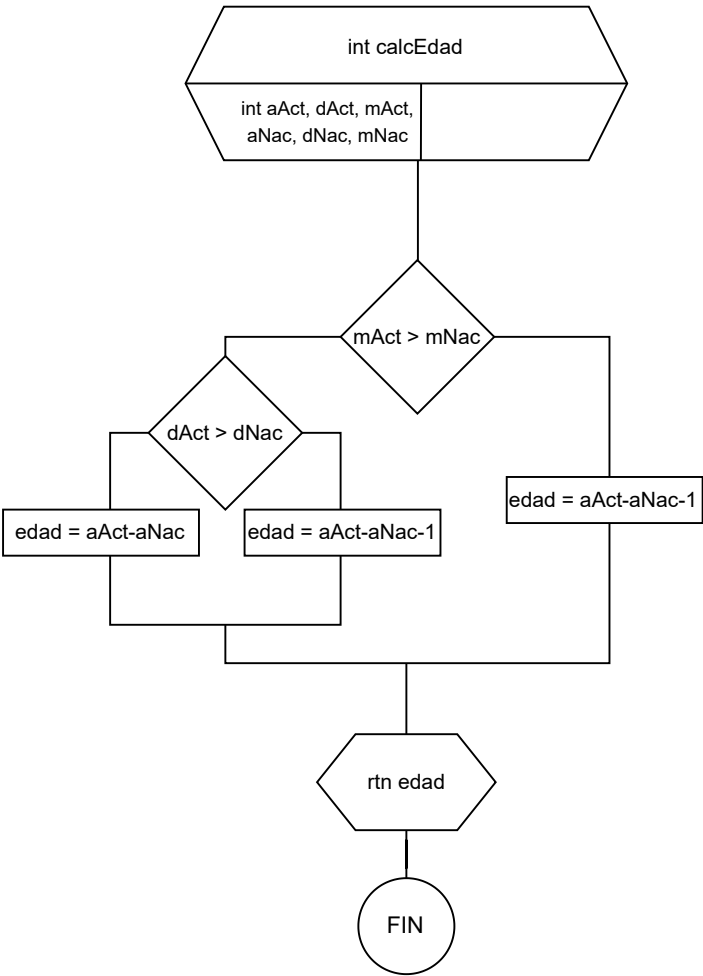 int calcEdad
int aAct, dAct, mAct,
aNac, dNac, mNac
mAct > mNac
dAct > dNac
edad = aAct-aNac
edad = aAct-aNac-1
edad = aAct-aNac-1
rtn edad
FIN